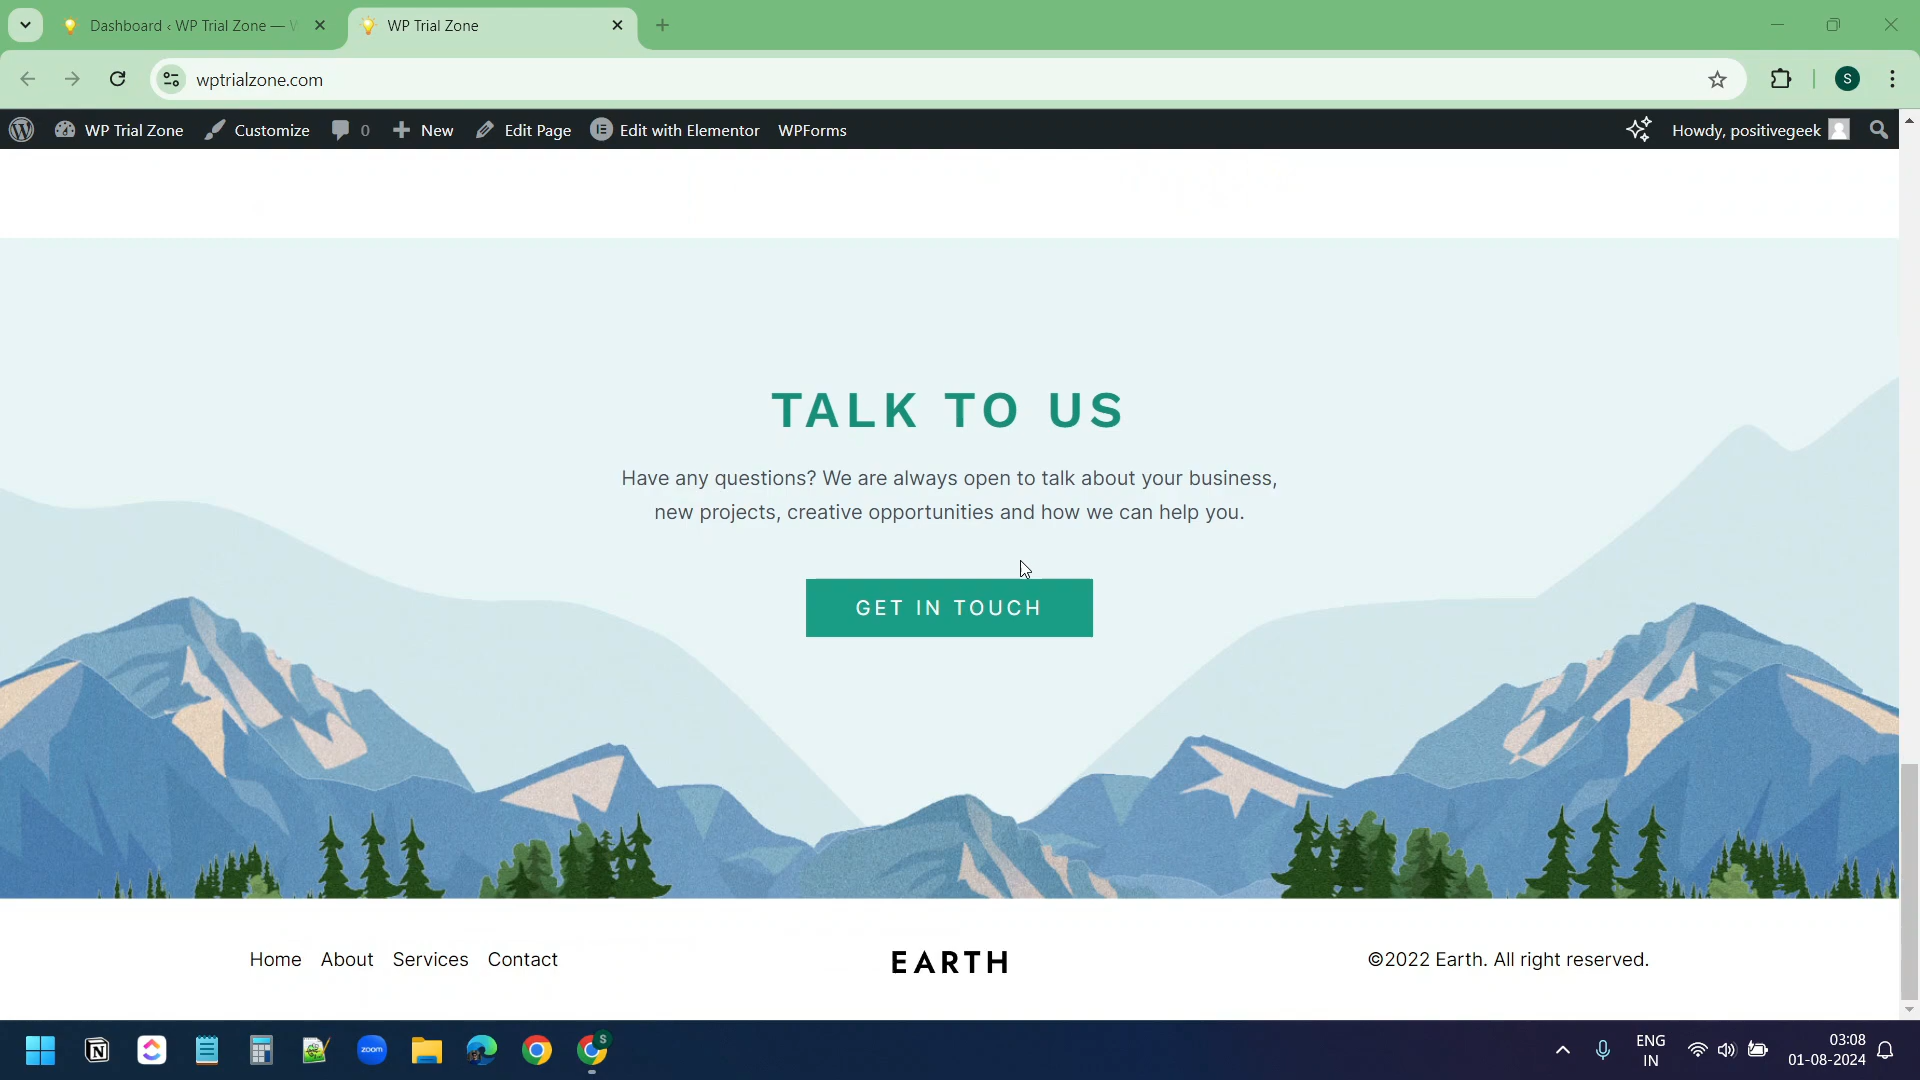 Dashboard ‹ WP Trial Zone —
WP Trial Zone
wptrialzone.com
S
WP Trial Zone
Customize
0
New
Edit Page
Edit with Elementor
WPForms
Howdy, positivegeek
TALK TO US
Have any questions? We are always open to talk about your business,
new projects, creative opportunities and how we can help you.
GET IN TOUCH
Home About Services Contact
EARTH
©2022 Earth. All right reserved.
zoom
S
ENG
IN
03:08
01-08-2024